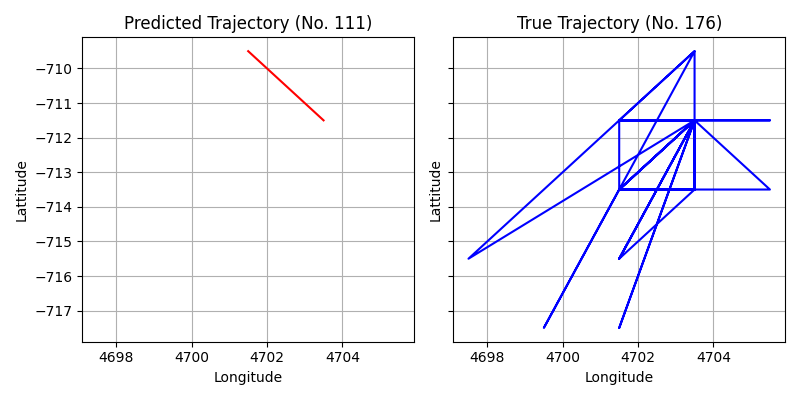 Predicted Trajectory (No. 111)
True Trajectory (No. 176)
Lattitude
−710
−711
−712
−713
−714
−715
−716
−717
4698
4700
4702
4704
Longitude
Lattitude
4698
4700
4702
4704
Longitude